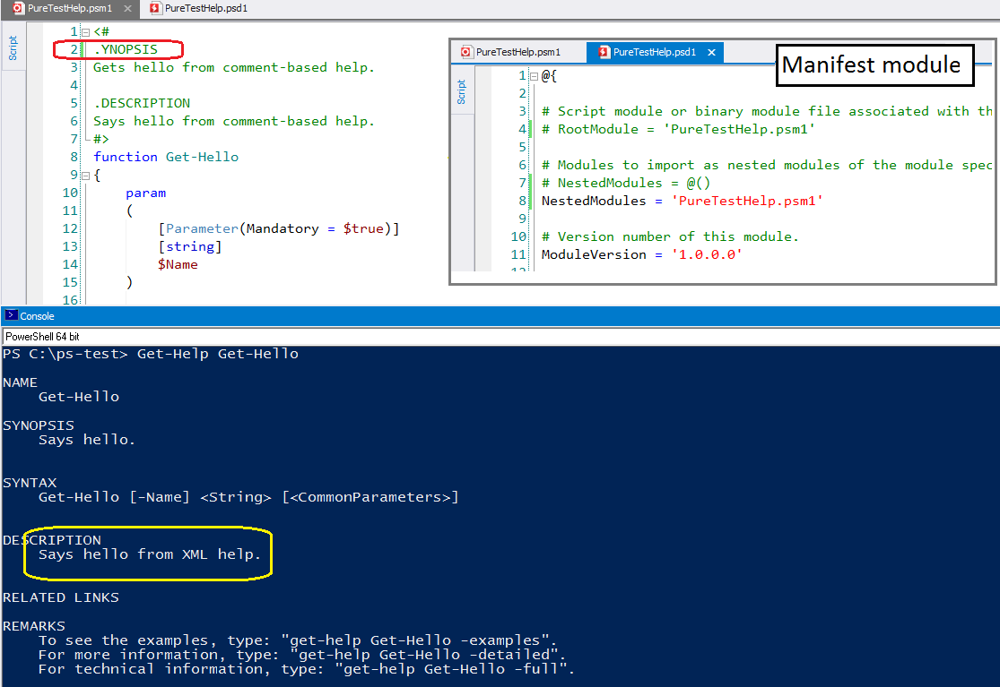 PureTestHelp.psm1 PureTestHelp.psd1
Script
1 <#
2 .YNOPSIS
3 Gets hello from comment-based help.
4
5 .DESCRIPTION
6 Says hello from comment-based help.
7 #>
8 function Get-Hello
9 {
10 param
11 (
12 [Parameter(Mandatory = $true)]
13 [string]
14 $Name
15 )
16
PureTestHelp.psm1 PureTestHelp.psd1
Manifest module
Script
1 @{
2
3 # Script module or binary module file associated with th
4 # RootModule = 'PureTestHelp.psm1'
5
6 # Modules to import as nested modules of the module spec
7 # NestedModules = @()
8 NestedModules = 'PureTestHelp.psm1'
9
10 # Version number of this module.
11 ModuleVersion = '1.0.0.0'
Console
PowerShell 64 bit
PS C:\ps-test> Get-Help Get-Hello
NAME
Get-Hello
SYNOPSIS
Says hello.
SYNTAX
Get-Hello [-Name] <String> [<CommonParameters>]
DESCRIPTION
Says hello from XML help.
RELATED LINKS
REMARKS
To see the examples, type: "get-help Get-Hello -examples".
For more information, type: "get-help Get-Hello -detailed".
For technical information, type: "get-help Get-Hello -full".